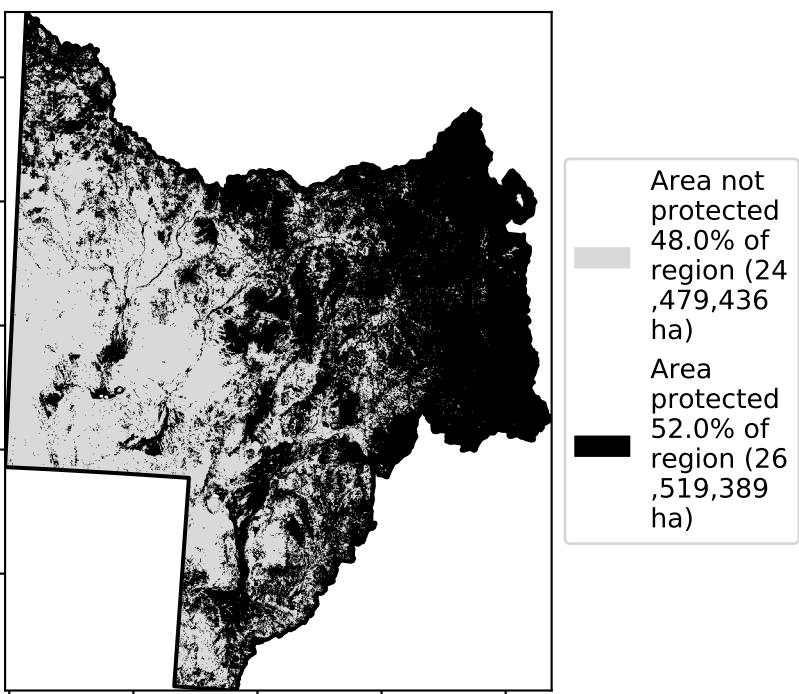 Area not
protected
48.0% of
region (24
,479,436
ha)
Area
protected
52.0% of
region (26
,519,389
ha)